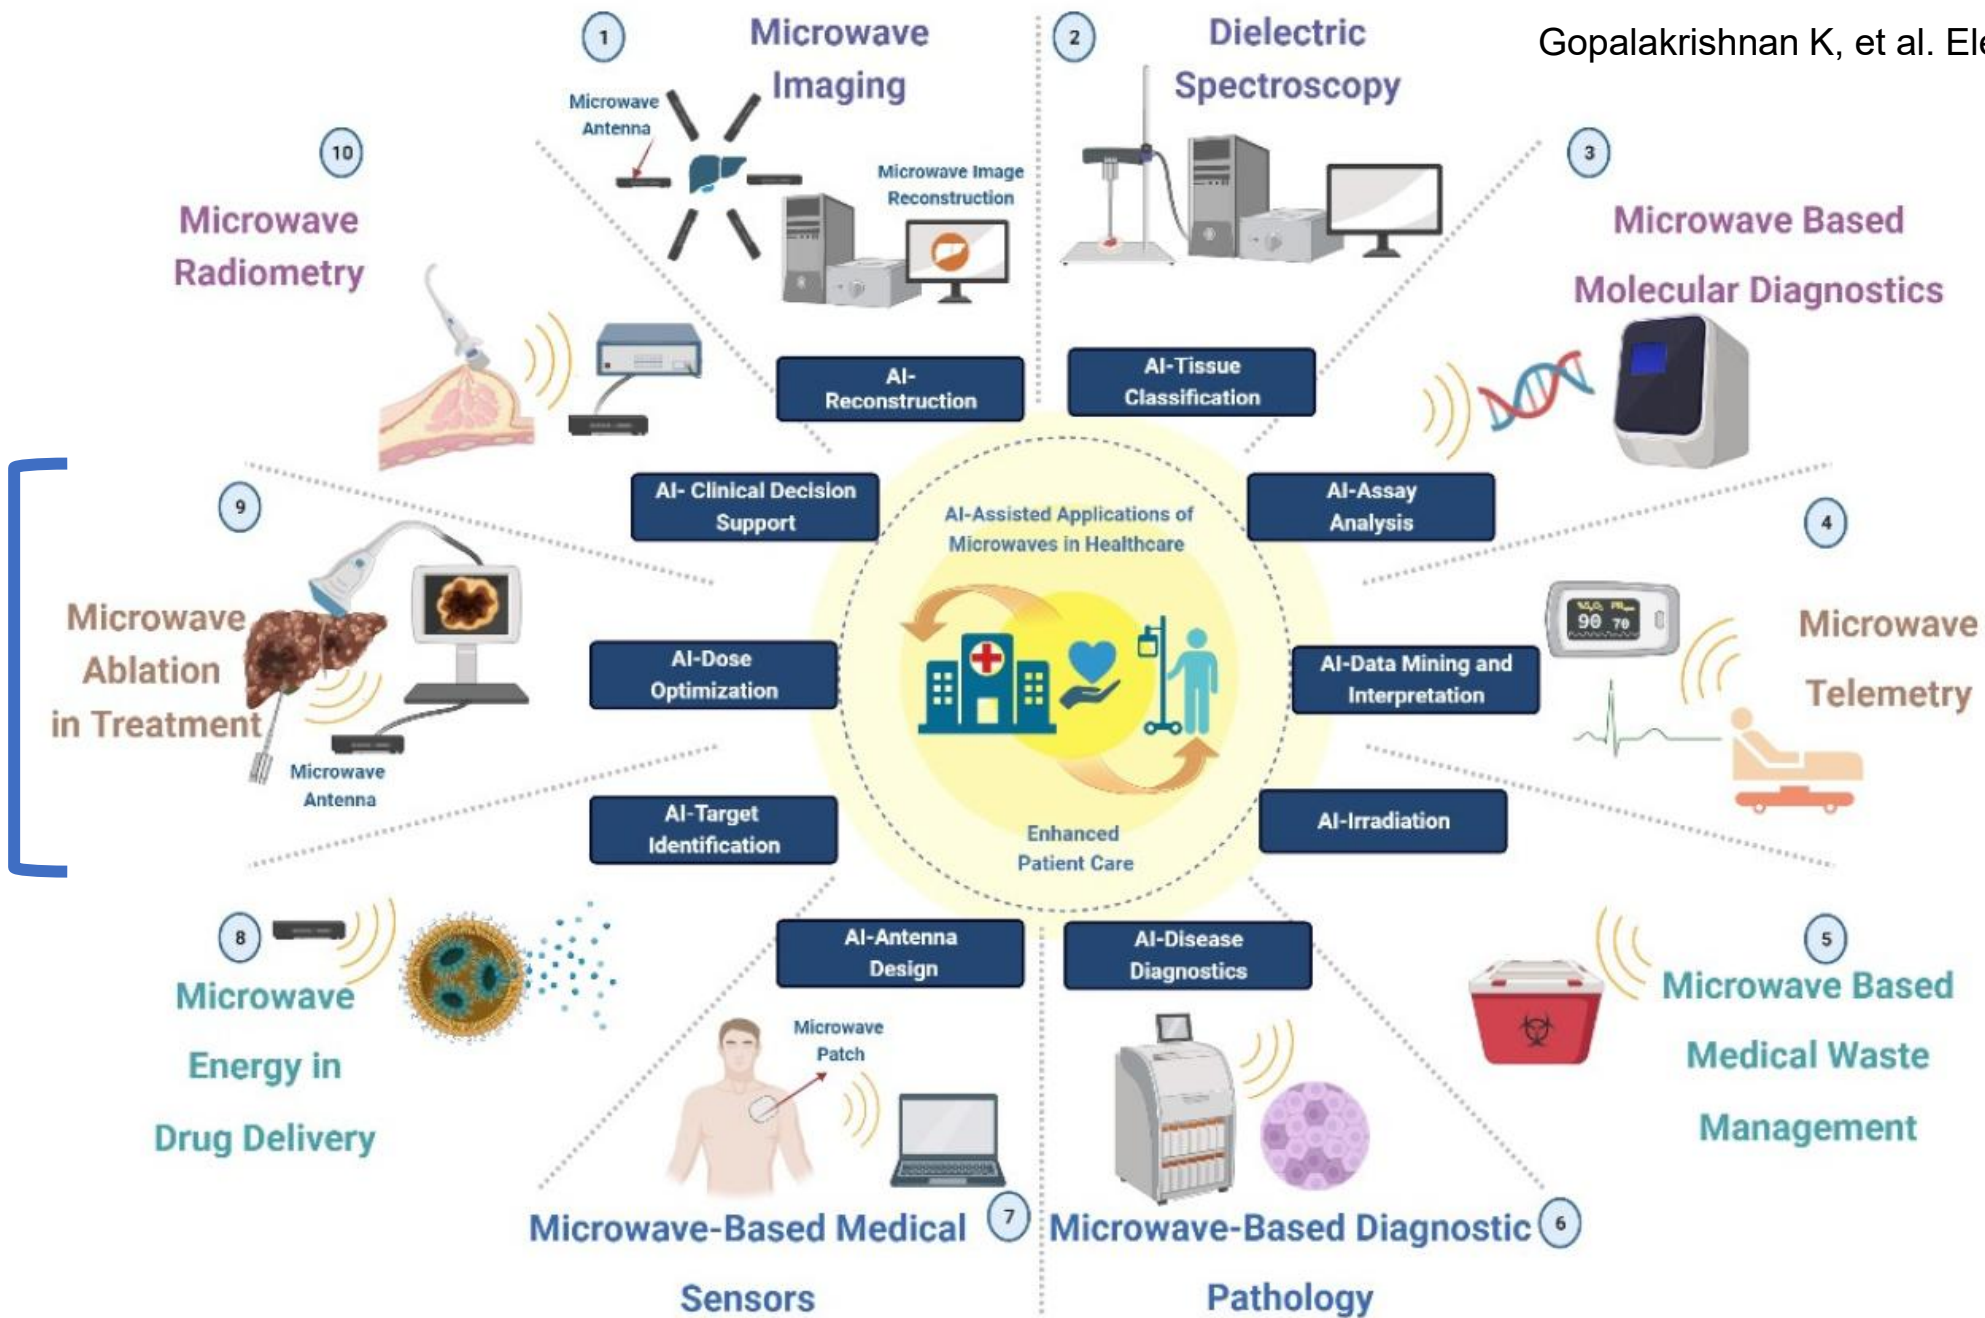 Gopalakrishnan K, et al. Ele
1
Microwave
Imaging
Microwave
Antenna
Microwave Image
Reconstruction
AI-
Reconstruction
2
Dielectric
Spectroscopy
AI-Tissue
Classification
3
Microwave Based
Molecular Diagnostics
AI-Assay
Analysis
4
Microwave
Telemetry
%SpO₂ PRbpm
90 70
AI-Data Mining and
Interpretation
5
Microwave Based
Medical Waste
Management
AI-Irradiation
6
Microwave-Based Diagnostic
Pathology
AI-Disease
Diagnostics
7
Microwave-Based Medical
Sensors
Microwave
Patch
AI-Antenna
Design
8
Microwave
Energy in
Drug Delivery
AI-Target
Identification
9
Microwave
Ablation
in Treatment
Microwave
Antenna
AI-Dose
Optimization
10
Microwave
Radiometry
AI- Clinical Decision
Support
AI-Assisted Applications of
Microwaves in Healthcare
Enhanced
Patient Care